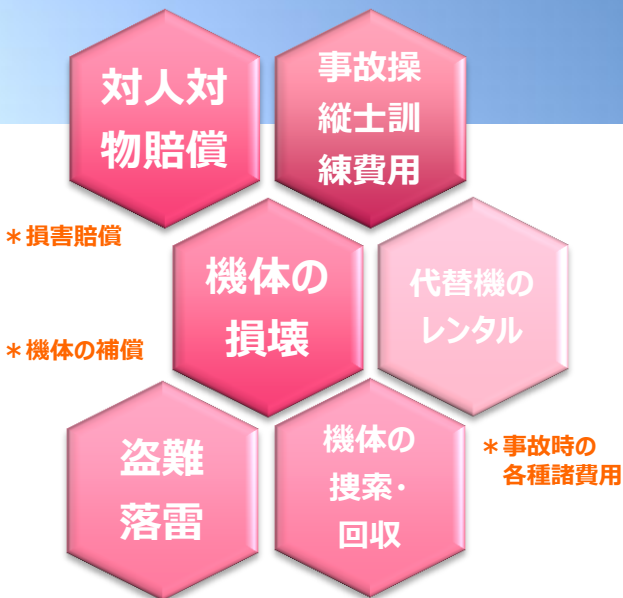 対人対
物賠償
事故操
縦士訓
練費用
＊損害賠償
機体の
損壊
代替機の
レンタル
＊機体の補償
盗難
落雷
機体の
捜索・
回収
＊事故時の
各種諸費用